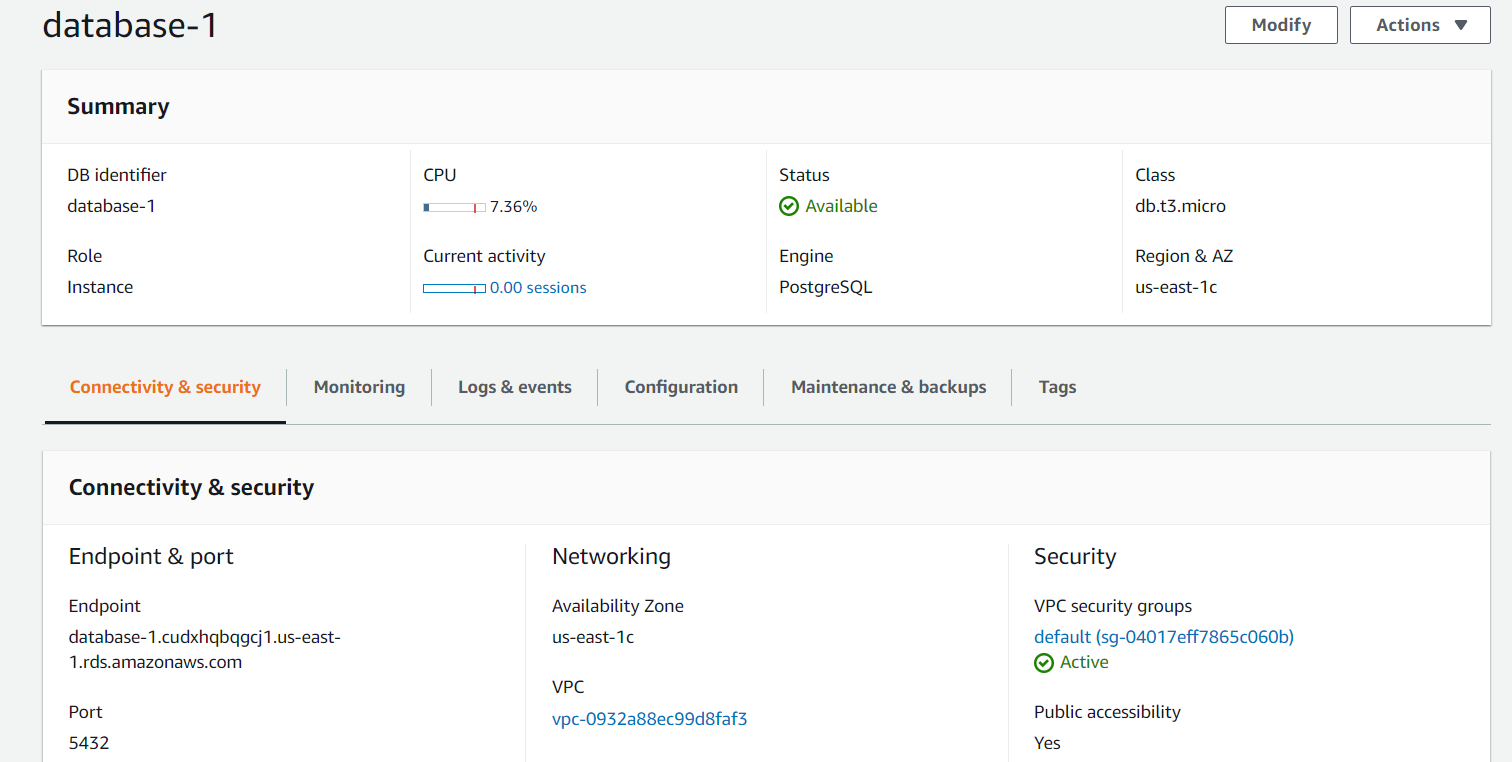 database-1
Modify
Actions
Summary
DB identifier
database-1
CPU
7.36%
Status
Available
Class
db.t3.micro
Role
Instance
Current activity
0.00 sessions
Engine
PostgreSQL
Region & AZ
us-east-1c
Connectivity & security
Monitoring
Logs & events
Configuration
Maintenance & backups
Tags
Connectivity & security
Endpoint & port
Endpoint
database-1.cudxhqbqgcj1.us-east-
1.rds.amazonaws.com
Port
5432
Networking
Availability Zone
us-east-1c
VPC
vpc-0932a88ec99d8faf3
Security
VPC security groups
default (sg-04017eff7865c060b)
Active
Public accessibility
Yes